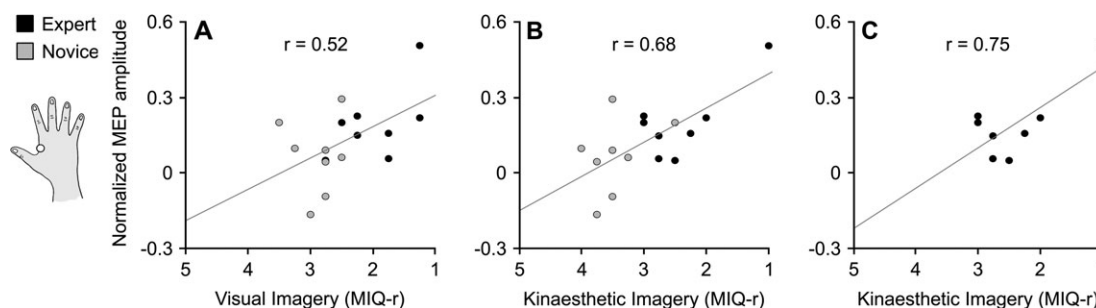 Expert
Novice
Normalized MEP amplitude
A
r = 0.52
0.6
0.3
0
-0.3
5 4 3 2 1
Visual Imagery (MIQ-r)
B
r = 0.68
0.6
0.3
0
-0.3
5 4 3 2 1
Kinaesthetic Imagery (MIQ-r)
C
r = 0.75
0.6
0.3
0
-0.3
5 4 3 2
Kinaesthetic Imagery (MIQ-r)